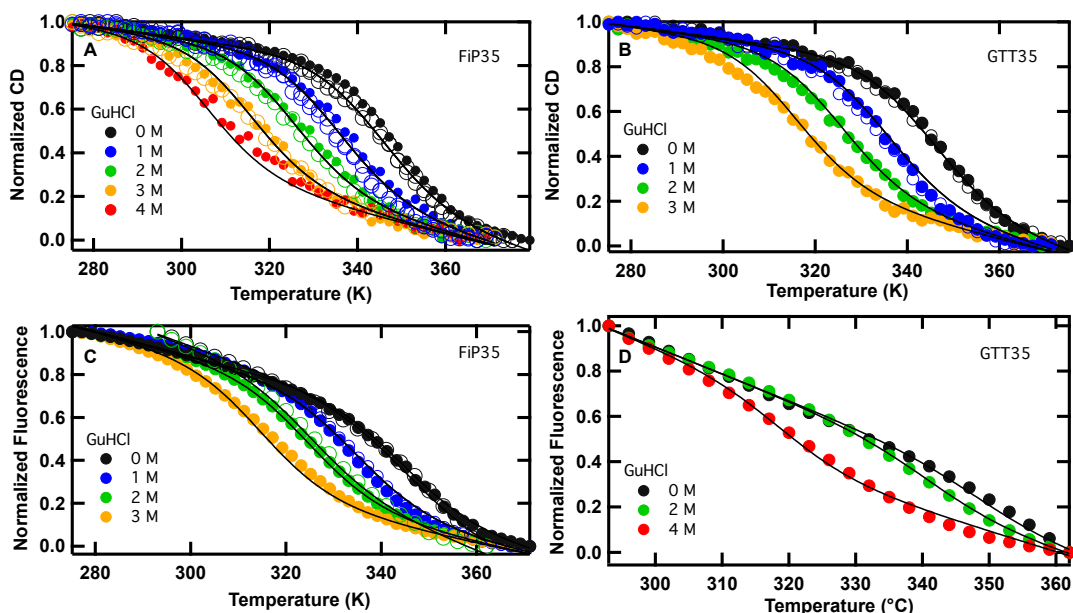 1.0
0.8
0.6
0.4
0.2
0.0
Normalized CD
A
FiP35
GuHCl
0 M
1 M
2 M
3 M
4 M
280 300 320 340 360
Temperature (K)
1.0
0.8
0.6
0.4
0.2
0.0
Normalized CD
B
GTT35
GuHCl
0 M
1 M
2 M
3 M
280 300 320 340 360
Temperature (K)
1.0
0.8
0.6
0.4
0.2
0.0
Normalized Fluorescence
C
FiP35
GuHCl
0 M
1 M
2 M
3 M
280 300 320 340 360
Temperature (K)
1.0
0.8
0.6
0.4
0.2
0.0
Normalized Fluorescence
D
GTT35
GuHCl
0 M
2 M
4 M
300 310 320 330 340 350 360
Temperature (°C)